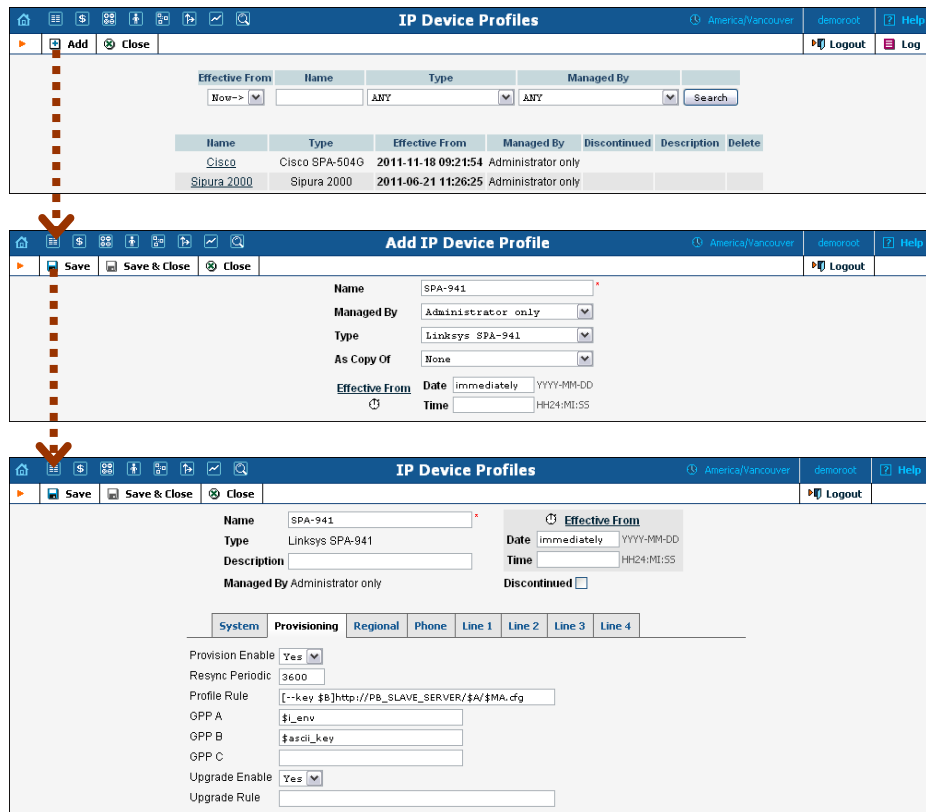 IP Device Profiles America/Vancouver demoroot ? Help
Add Close Logout Log
Effective From Name Type Managed By
Now-> ANY ANY Search
Name Type Effective From Managed By Discontinued Description Delete
Cisco Cisco SPA-504G 2011-11-18 09:21:54 Administrator only
Sipura 2000 Sipura 2000 2011-06-21 11:26:25 Administrator only
$ Add IP Device Profile America/Vancouver demoroot ? Help
Save Save & Close Close Logout
Name SPA-941 *
Managed By Administrator only
Type Linksys SPA-941
As Copy Of None
Effective From Date immediately YYYY-MM-DD
Time HH24:MI:SS
$ IP Device Profiles America/Vancouver demoroot ? Help
Save Save & Close Close Logout
Name SPA-941 * Effective From
Type Linksys SPA-941 Date immediately YYYY-MM-DD
Description Time HH24:MI:SS
Managed By Administrator only Discontinued
System Provisioning Regional Phone Line 1 Line 2 Line 3 Line 4
Provision Enable Yes
Resync Periodic 3600
Profile Rule [--key $B]http://PB_SLAVE_SERVER/$A/$MA.cfg
GPP A $i_env
GPP B $ascii_key
GPP C
Upgrade Enable Yes
Upgrade Rule